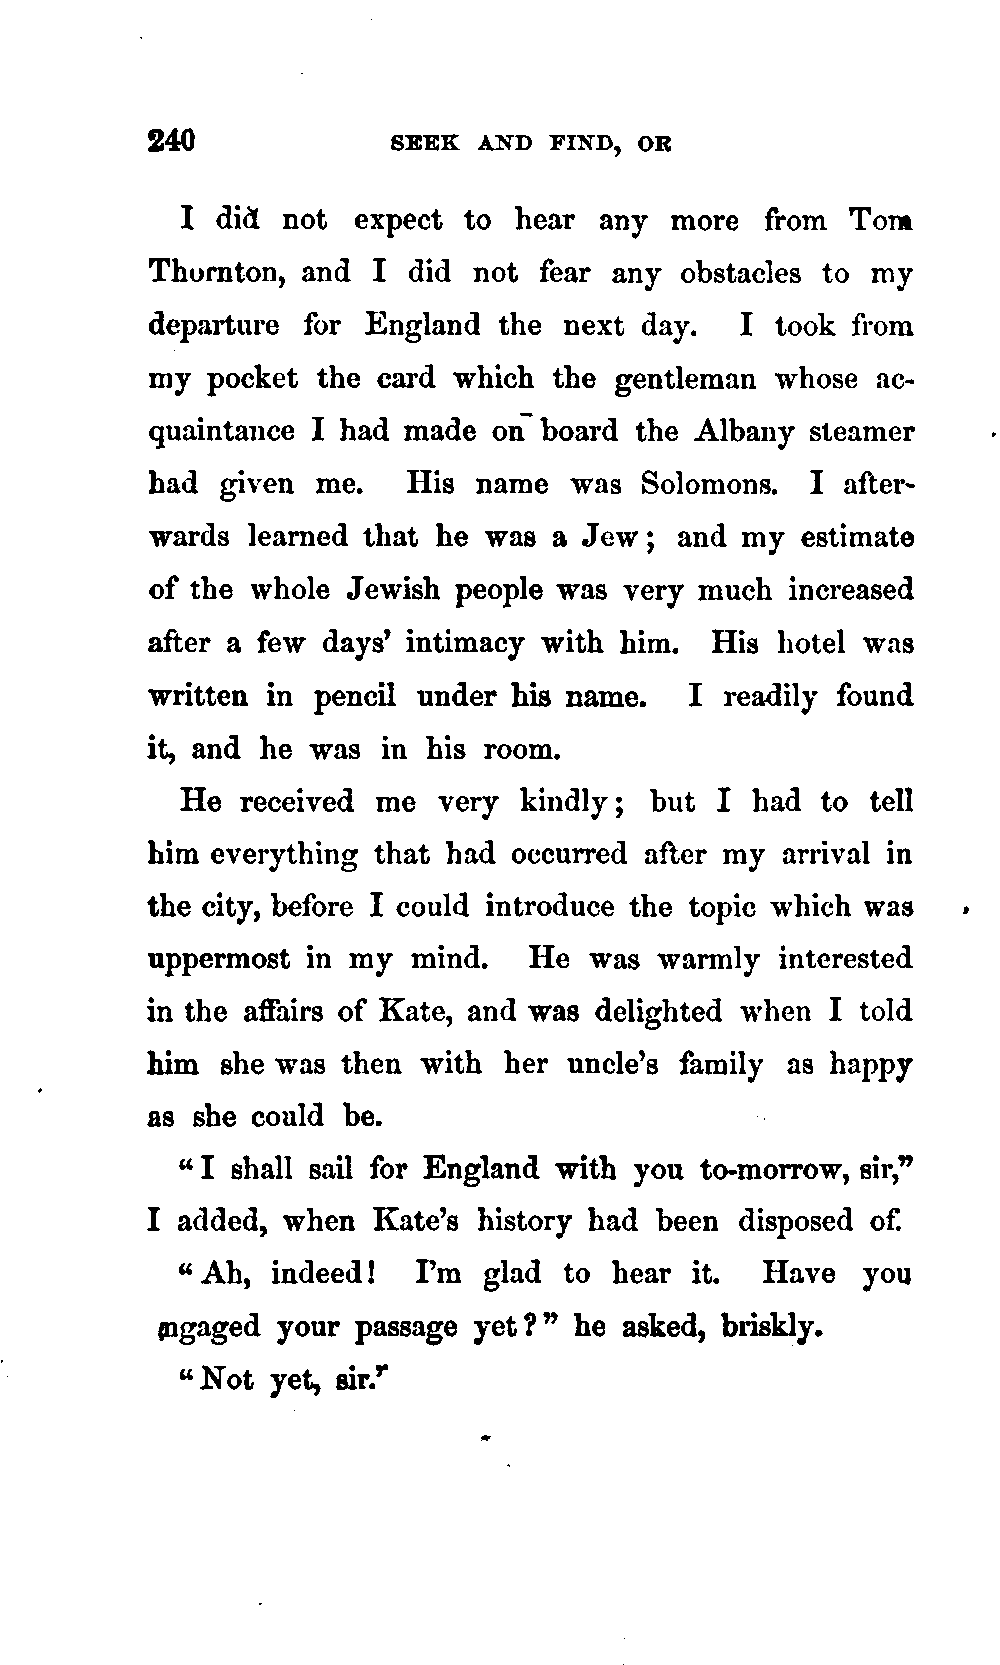 240 SEEK AND FIND, OR
I did not expect to hear any more from Tom
Thornton, and I did not fear any obstacles to my
departure for England the next day. I took from
my pocket the card which the gentleman whose ac-
quaintance I had made on board the Albany steamer
had given me. His name was Solomons. I after-
wards learned that he was a Jew; and my estimate
of the whole Jewish people was very much increased
after a few days' intimacy with him. His hotel was
written in pencil under his name. I readily found
it, and he was in his room.
He received me very kindly; but I had to tell
him everything that had occurred after my arrival in
the city, before I could introduce the topic which was
uppermost in my mind. He was warmly interested
in the affairs of Kate, and was delighted when I told
him she was then with her uncle's family as happy
as she could be.
"I shall sail for England with you to-morrow, sir,"
I added, when Kate's history had been disposed of.
"Ah, indeed! I'm glad to hear it. Have you
engaged your passage yet?" he asked, briskly.
"Not yet, sir."